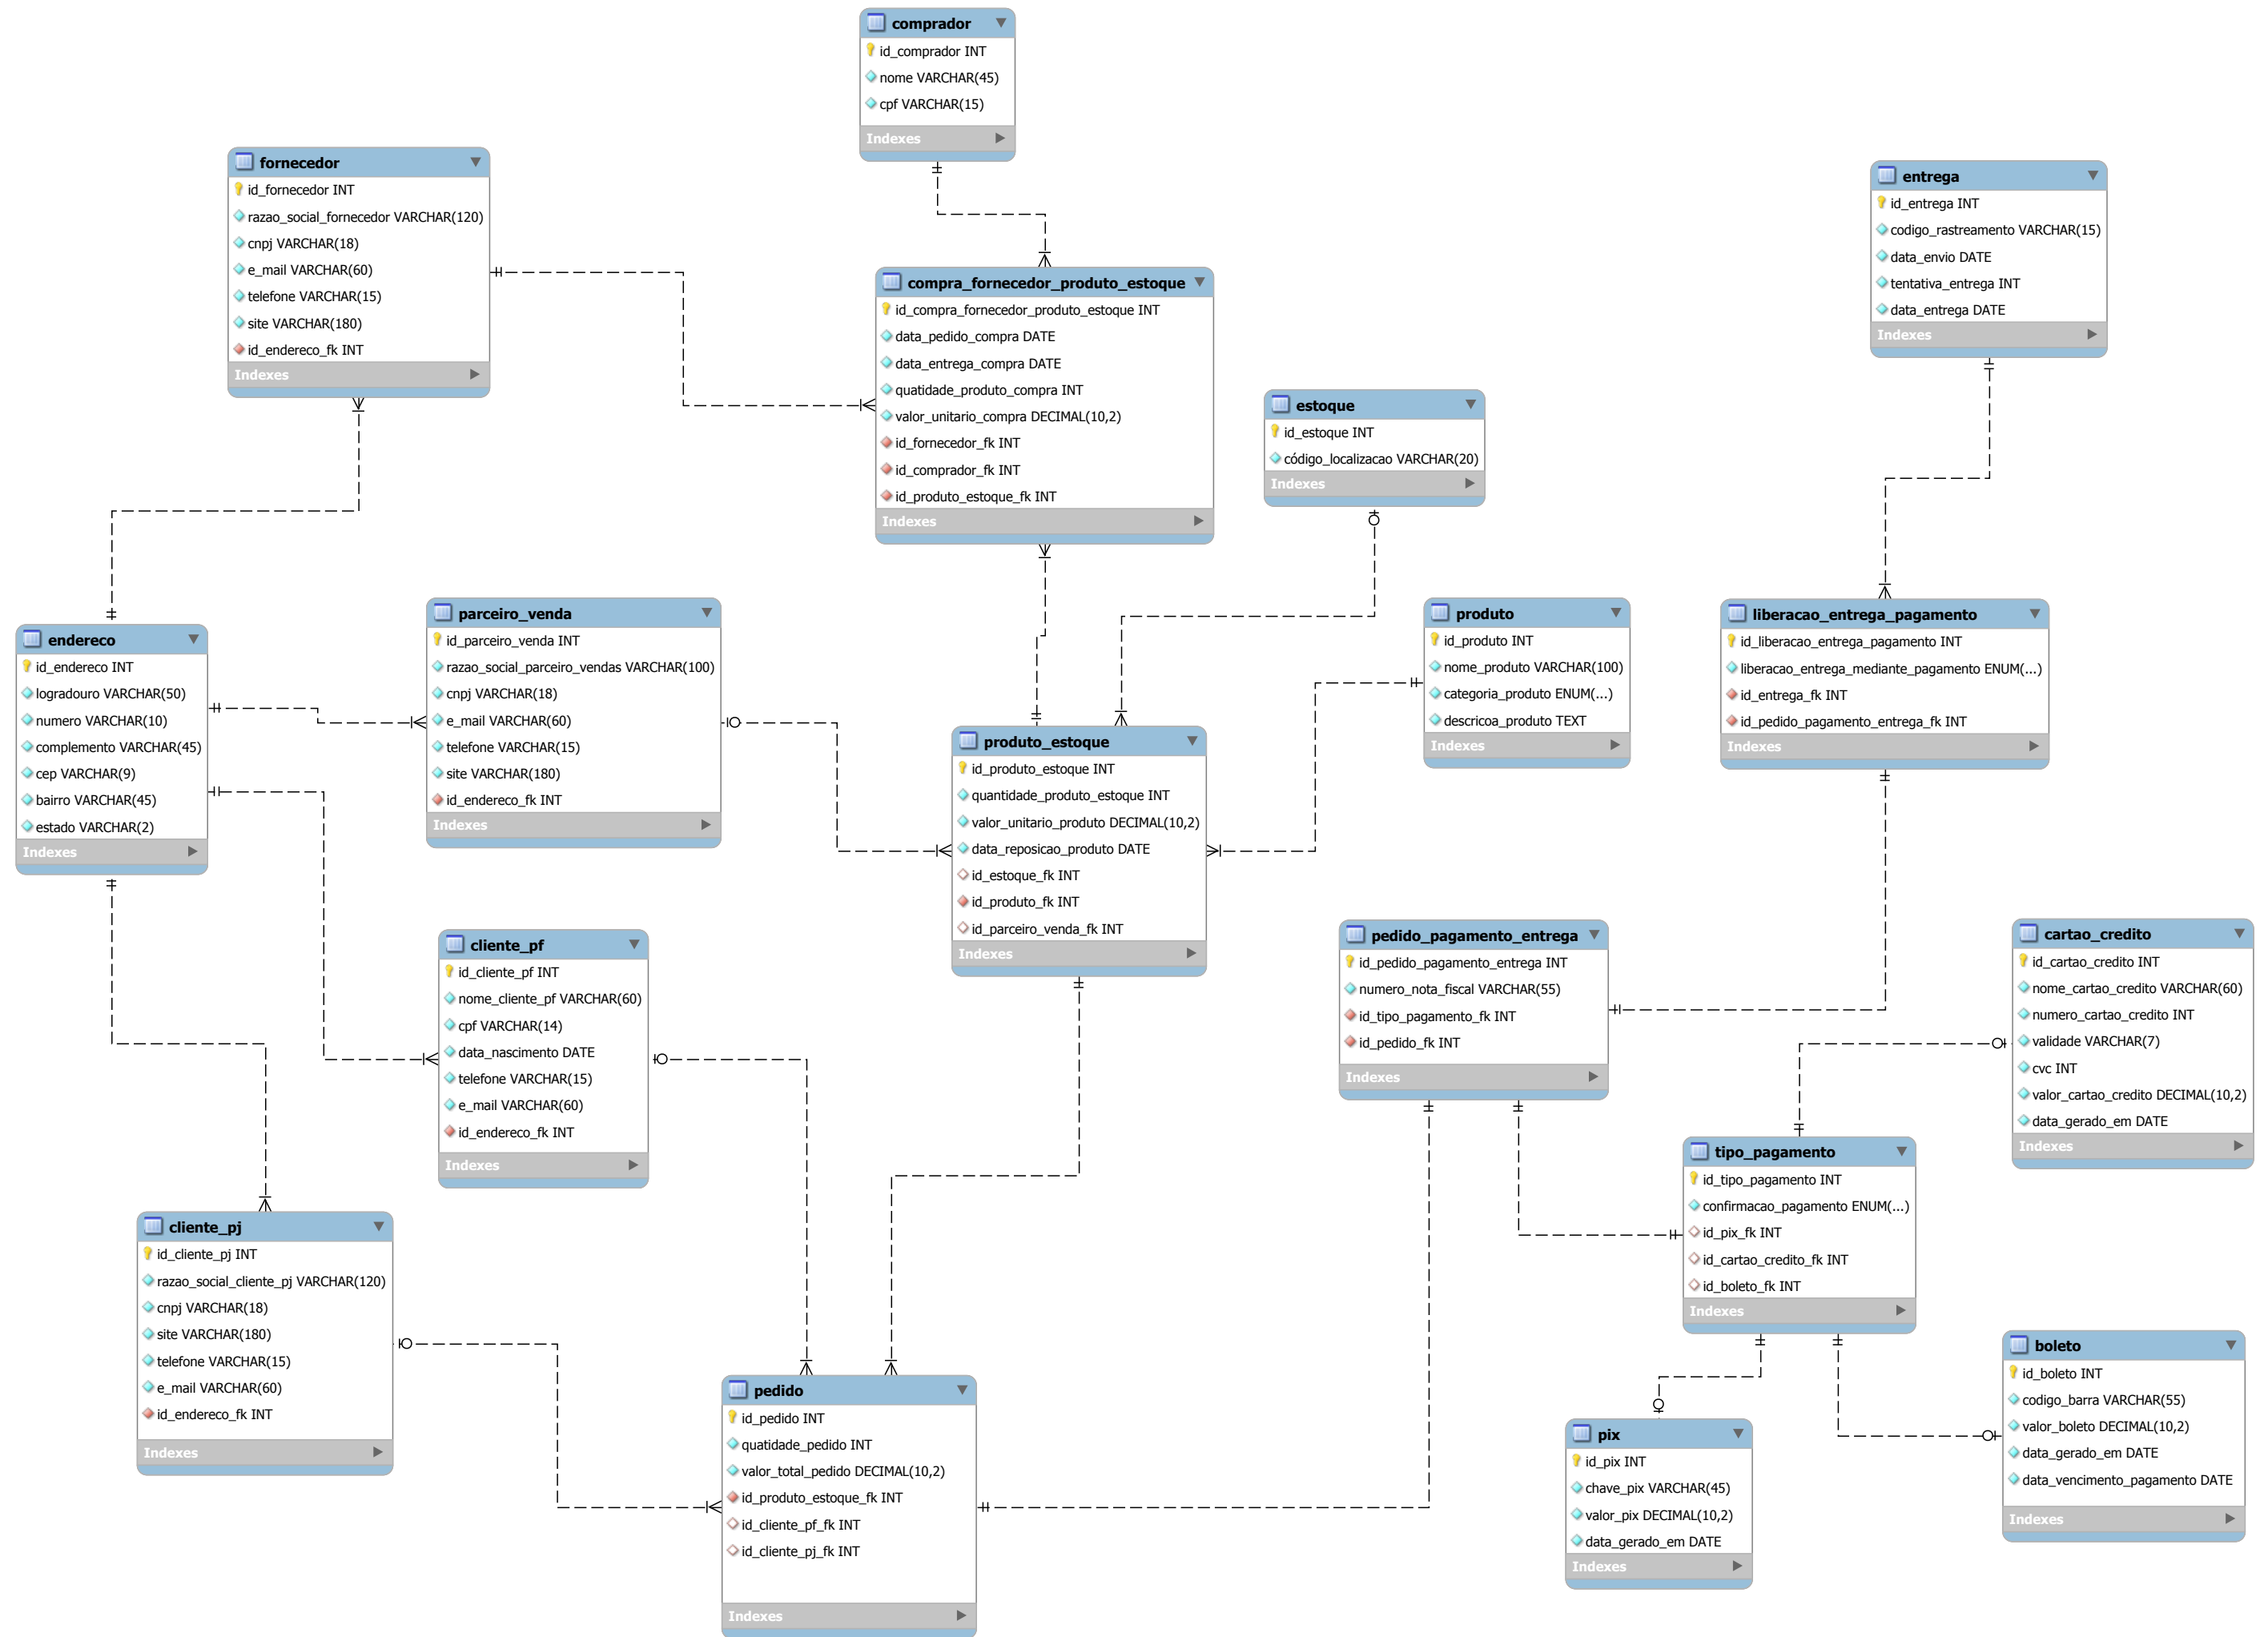 comprador
id_comprador INT
nome VARCHAR(45)
cpf VARCHAR(15)
Indexes
fornecedor
id_fornecedor INT
razao_social_fornecedor VARCHAR(120)
cnpj VARCHAR(18)
e_mail VARCHAR(60)
telefone VARCHAR(15)
site VARCHAR(180)
id_endereco_fk INT
Indexes
entrega
id_entrega INT
codigo_rastreamento VARCHAR(15)
data_envio DATE
tentativa_entrega INT
data_entrega DATE
Indexes
compra_fornecedor_produto_estoque
id_compra_fornecedor_produto_estoque INT
data_pedido_compra DATE
data_entrega_compra DATE
quatidade_produto_compra INT
valor_unitario_compra DECIMAL(10,2)
id_fornecedor_fk INT
id_comprador_fk INT
id_produto_estoque_fk INT
Indexes
estoque
id_estoque INT
código_localizacao VARCHAR(20)
Indexes
endereco
id_endereco INT
logradouro VARCHAR(50)
numero VARCHAR(10)
complemento VARCHAR(45)
cep VARCHAR(9)
bairro VARCHAR(45)
estado VARCHAR(2)
Indexes
parceiro_venda
id_parceiro_venda INT
razao_social_parceiro_vendas VARCHAR(100)
cnpj VARCHAR(18)
e_mail VARCHAR(60)
telefone VARCHAR(15)
site VARCHAR(180)
id_endereco_fk INT
Indexes
produto
id_produto INT
nome_produto VARCHAR(100)
categoria_produto ENUM(...)
descricoa_produto TEXT
Indexes
liberacao_entrega_pagamento
id_liberacao_entrega_pagamento INT
liberacao_entrega_mediante_pagamento ENUM(...)
id_entrega_fk INT
id_pedido_pagamento_entrega_fk INT
Indexes
produto_estoque
id_produto_estoque INT
quantidade_produto_estoque INT
valor_unitario_produto DECIMAL(10,2)
data_reposicao_produto DATE
id_estoque_fk INT
id_produto_fk INT
id_parceiro_venda_fk INT
Indexes
cliente_pf
id_cliente_pf INT
nome_cliente_pf VARCHAR(60)
cpf VARCHAR(14)
data_nascimento DATE
telefone VARCHAR(15)
e_mail VARCHAR(60)
id_endereco_fk INT
Indexes
pedido_pagamento_entrega
id_pedido_pagamento_entrega INT
numero_nota_fiscal VARCHAR(55)
id_tipo_pagamento_fk INT
id_pedido_fk INT
Indexes
cartao_credito
id_cartao_credito INT
nome_cartao_credito VARCHAR(60)
numero_cartao_credito INT
validade VARCHAR(7)
cvc INT
valor_cartao_credito DECIMAL(10,2)
data_gerado_em DATE
Indexes
tipo_pagamento
id_tipo_pagamento INT
confirmacao_pagamento ENUM(...)
id_pix_fk INT
id_cartao_credito_fk INT
id_boleto_fk INT
Indexes
cliente_pj
id_cliente_pj INT
razao_social_cliente_pj VARCHAR(120)
cnpj VARCHAR(18)
site VARCHAR(180)
telefone VARCHAR(15)
e_mail VARCHAR(60)
id_endereco_fk INT
Indexes
pedido
id_pedido INT
quatidade_pedido INT
valor_total_pedido DECIMAL(10,2)
id_produto_estoque_fk INT
id_cliente_pf_fk INT
id_cliente_pj_fk INT
Indexes
pix
id_pix INT
chave_pix VARCHAR(45)
valor_pix DECIMAL(10,2)
data_gerado_em DATE
Indexes
boleto
id_boleto INT
codigo_barra VARCHAR(55)
valor_boleto DECIMAL(10,2)
data_gerado_em DATE
data_vencimento_pagamento DATE
Indexes